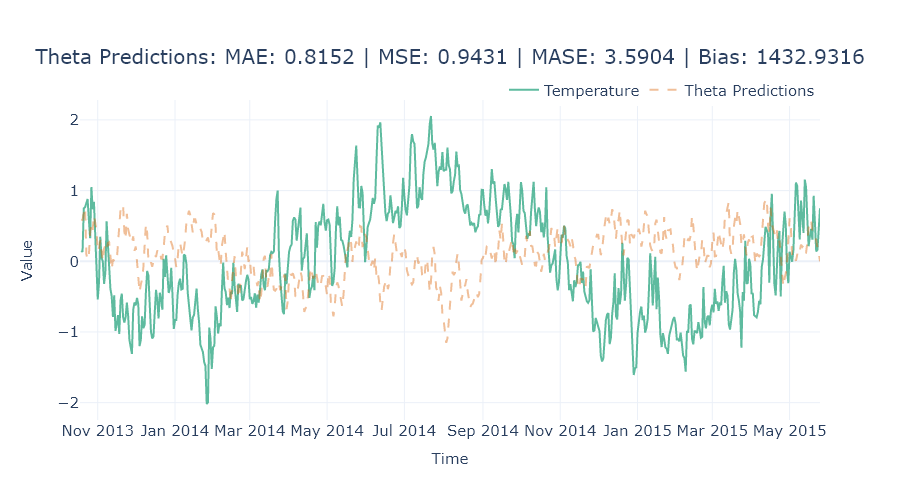 Theta Predictions: MAE: 0.8152 | MSE: 0.9431 | MASE: 3.5904 | Bias: 1432.9316
Temperature Theta Predictions
2
1
0
−1
−2
Value
Nov 2013 Jan 2014 Mar 2014 May 2014 Jul 2014 Sep 2014 Nov 2014 Jan 2015 Mar 2015 May 2015
Time